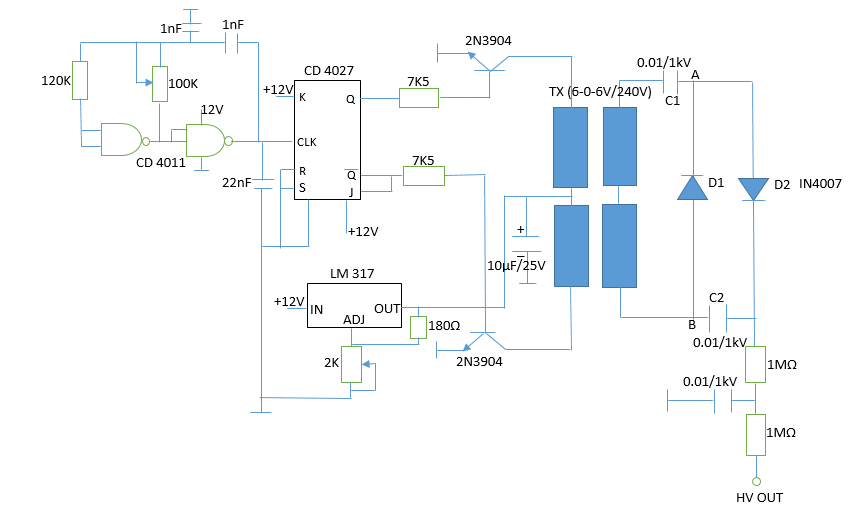 1nF
1nF
2N3904
CD 4027
0.01/1kV
A
120K
100K
+12V
K
Q
7K5
TX (6-0-6V/240V)
C1
12V
CLK
CD 4011
7K5
22nF
R
S
Q
J
D1
D2
IN4007
+12V
+
−
10µF/25V
LM 317
+12V
IN
OUT
ADJ
180Ω
C2
B
0.01/1kV
2K
2N3904
1MΩ
0.01/1kV
1MΩ
HV OUT